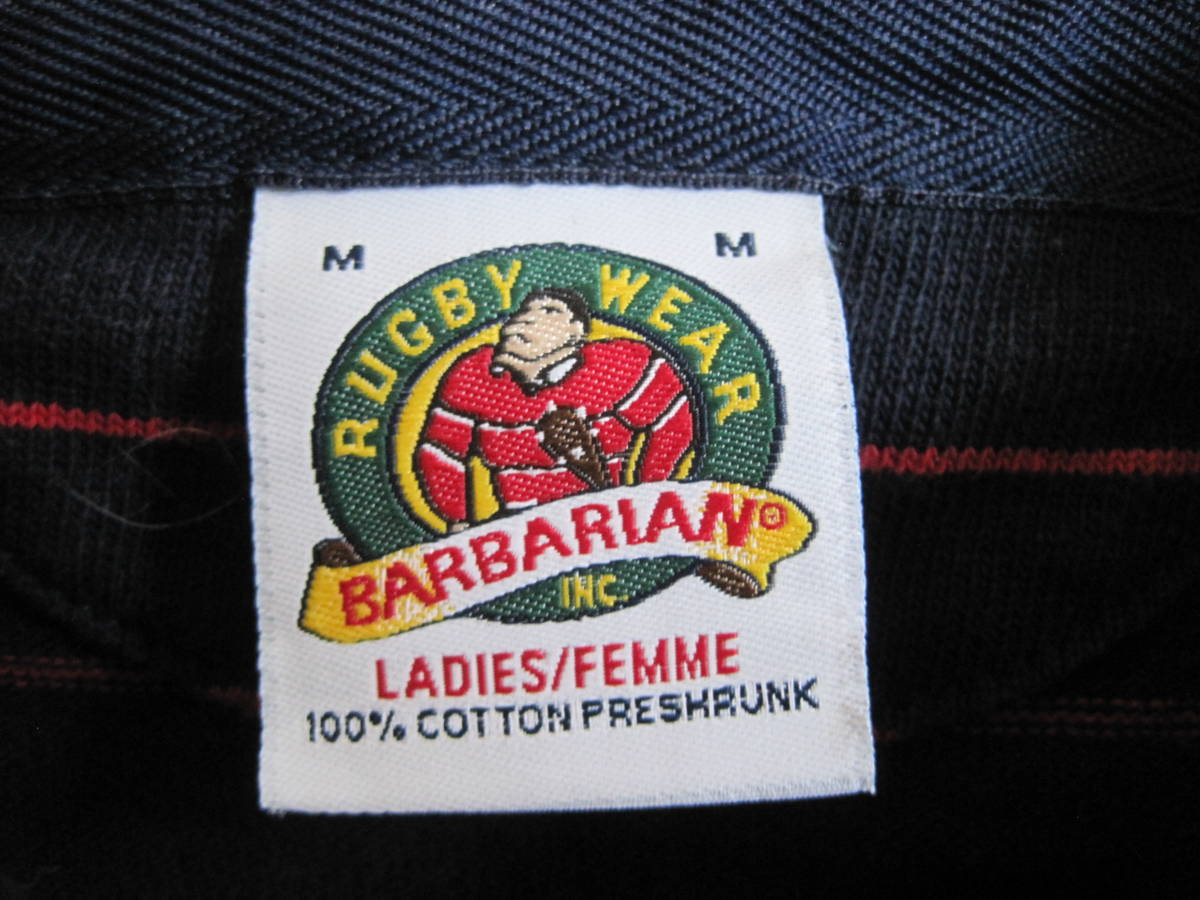 M M
RUGBY WEAR
BARBARIAN®
INC.
LADIES/FEMME
100% COTTON PRESHRUNK